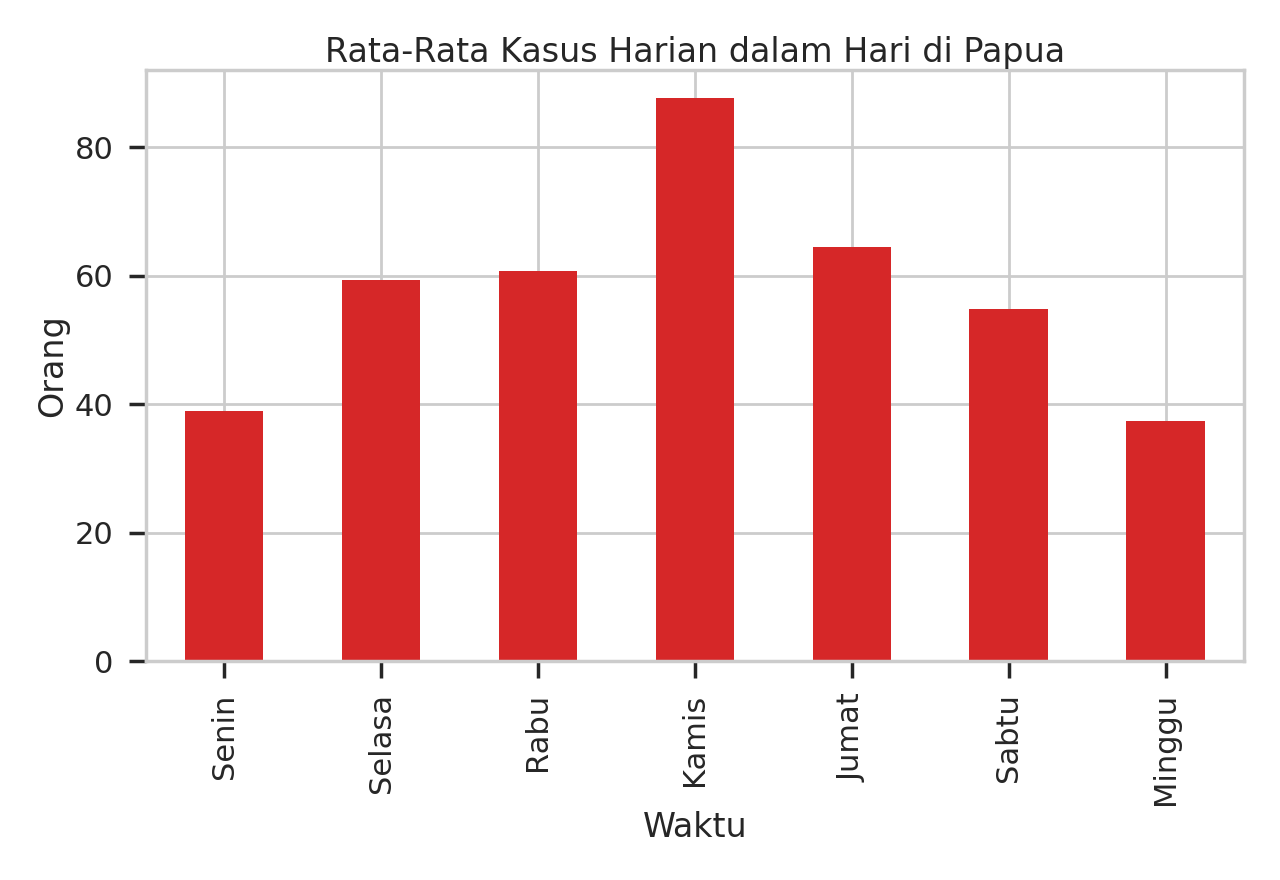 Rata-Rata Kasus Harian dalam Hari di Papua
80
60
40
20
0
Orang
Senin
Selasa
Rabu
Kamis
Jumat
Sabtu
Minggu
Waktu